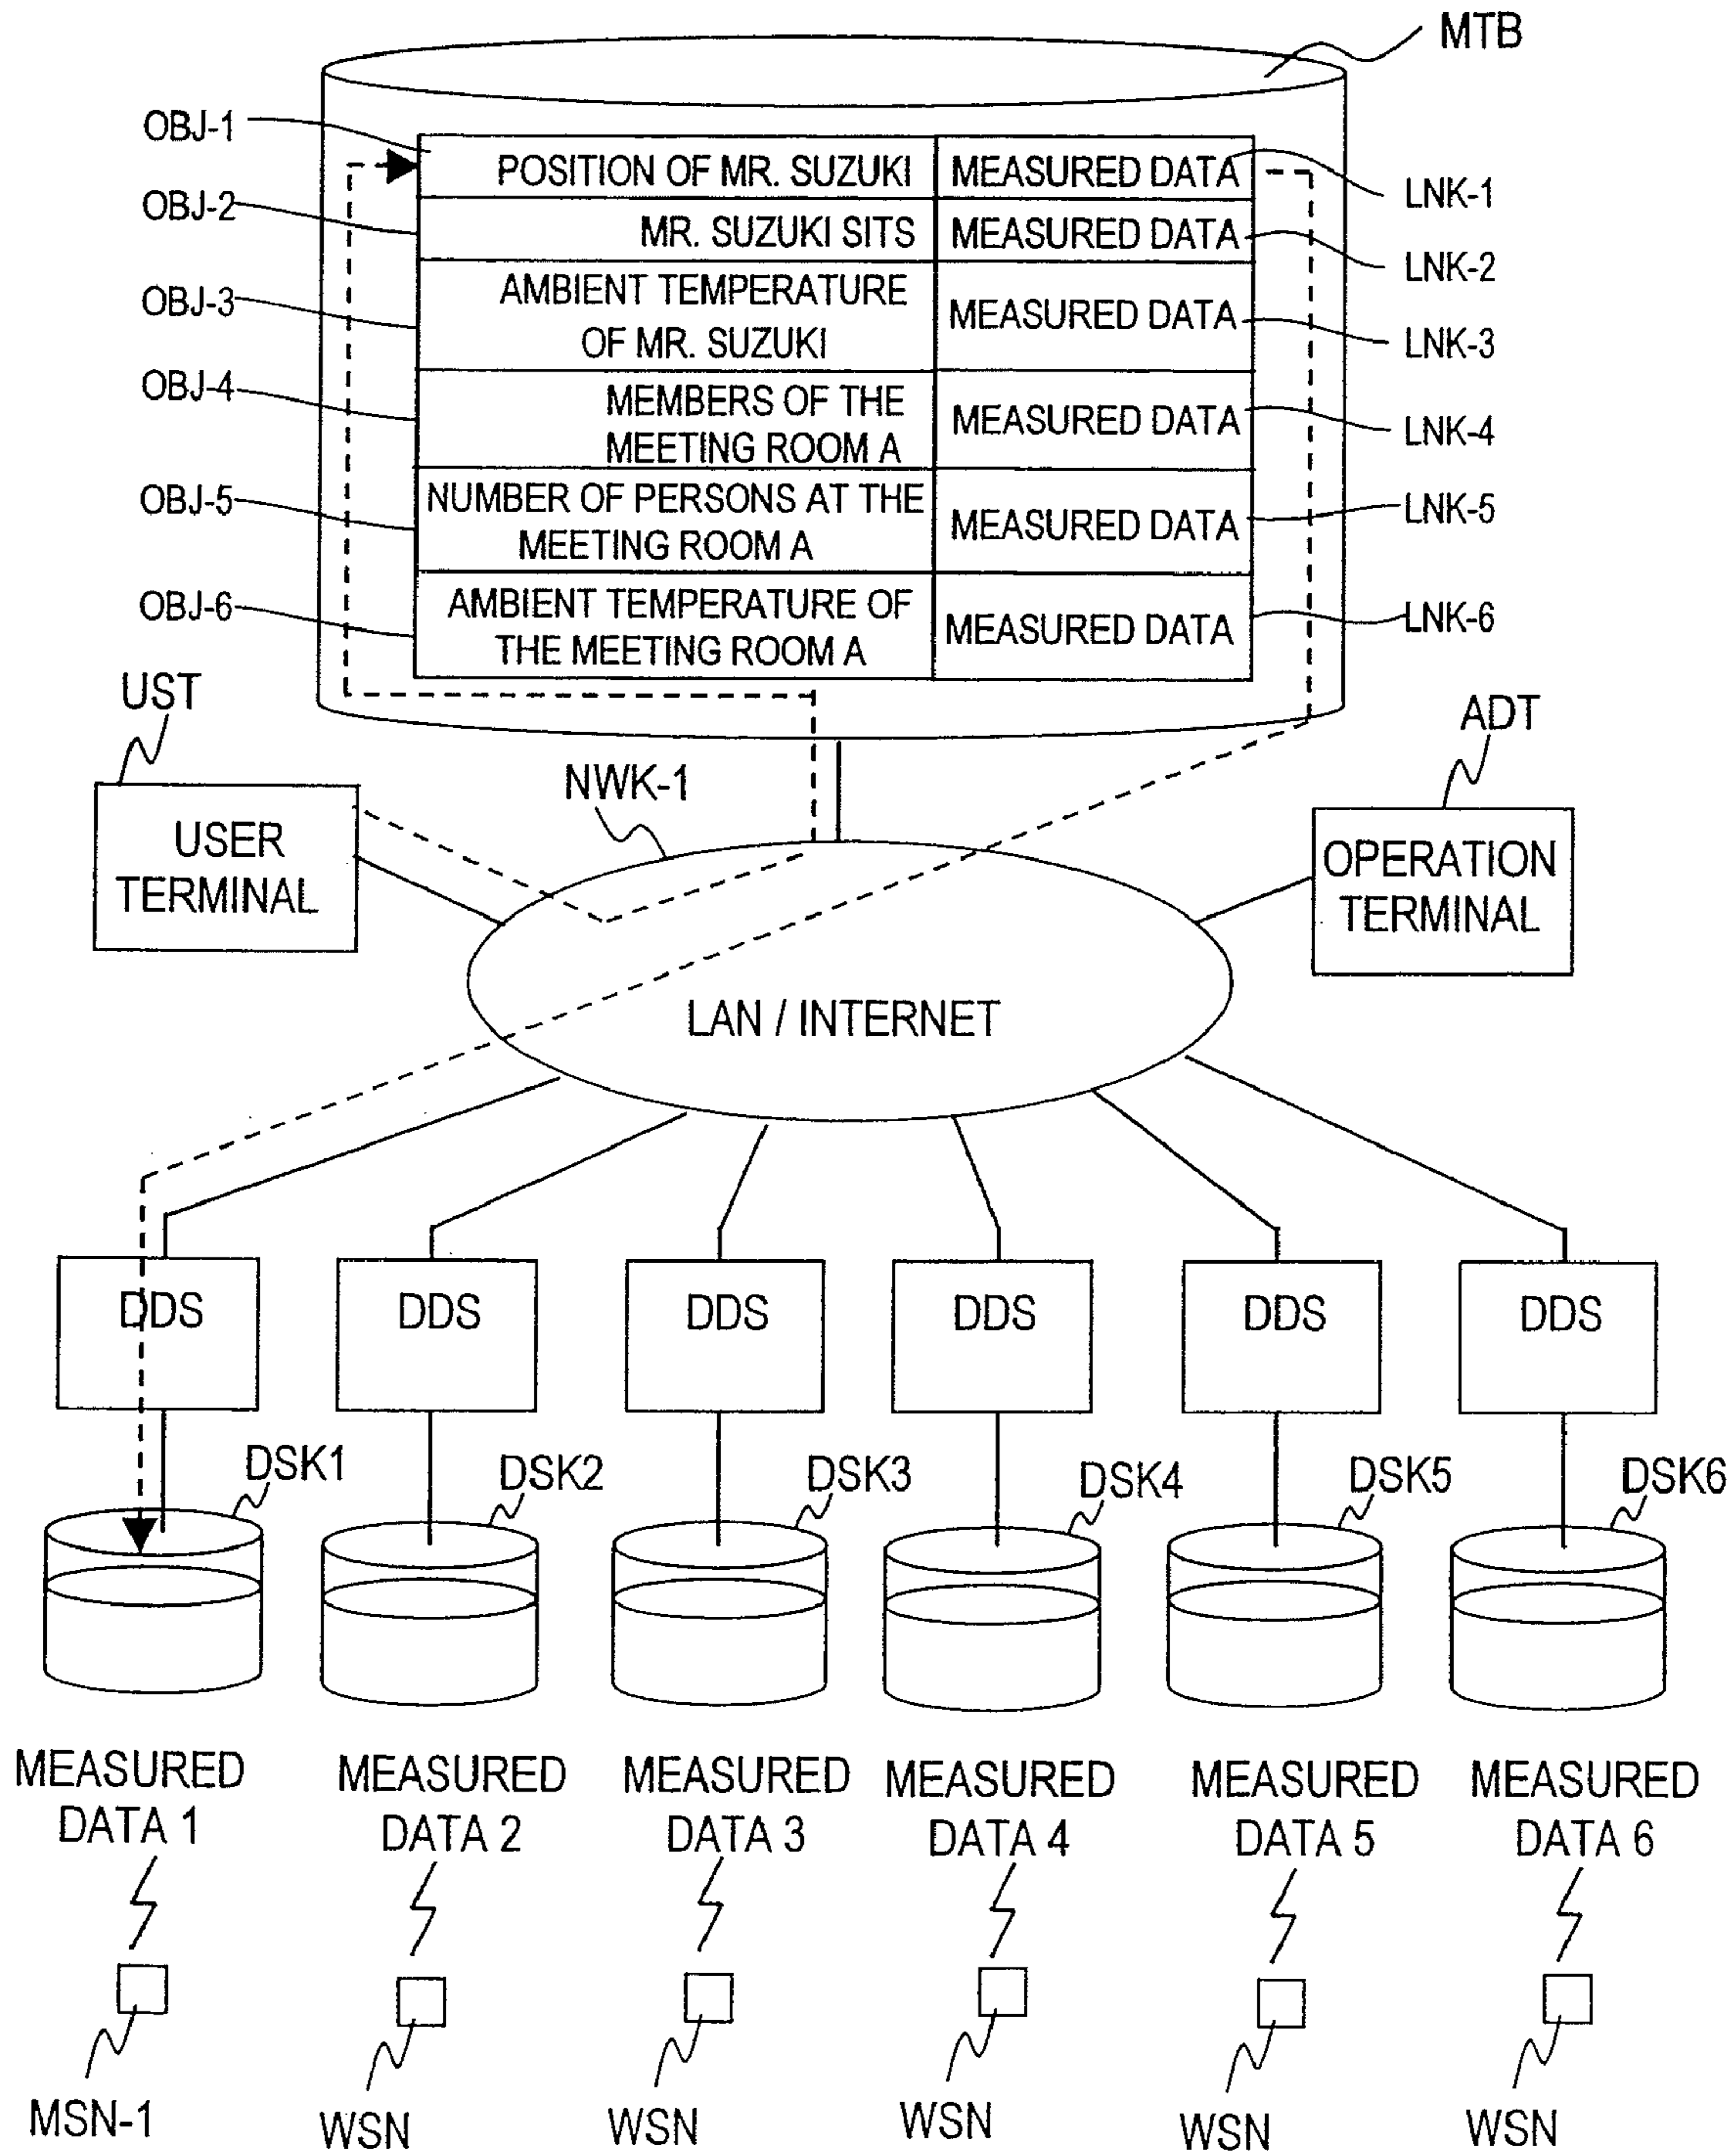 MTB
OBJ-1
POSITION OF MR. SUZUKI
MEASURED DATA
LNK-1
OBJ-2
MR. SUZUKI SITS
MEASURED DATA
LNK-2
OBJ-3
AMBIENT TEMPERATURE
OF MR. SUZUKI
MEASURED DATA
LNK-3
OBJ-4
MEMBERS OF THE
MEETING ROOM A
MEASURED DATA
LNK-4
OBJ-5
NUMBER OF PERSONS AT THE
MEETING ROOM A
MEASURED DATA
LNK-5
OBJ-6
AMBIENT TEMPERATURE OF
THE MEETING ROOM A
MEASURED DATA
LNK-6
UST
USER
TERMINAL
NWK-1
ADT
OPERATION
TERMINAL
LAN / INTERNET
DDS
DDS
DDS
DDS
DDS
DDS
DSK1
DSK2
DSK3
DSK4
DSK5
DSK6
MEASURED
DATA 1
MEASURED
DATA 2
MEASURED
DATA 3
MEASURED
DATA 4
MEASURED
DATA 5
MEASURED
DATA 6
MSN-1
WSN
WSN
WSN
WSN
WSN